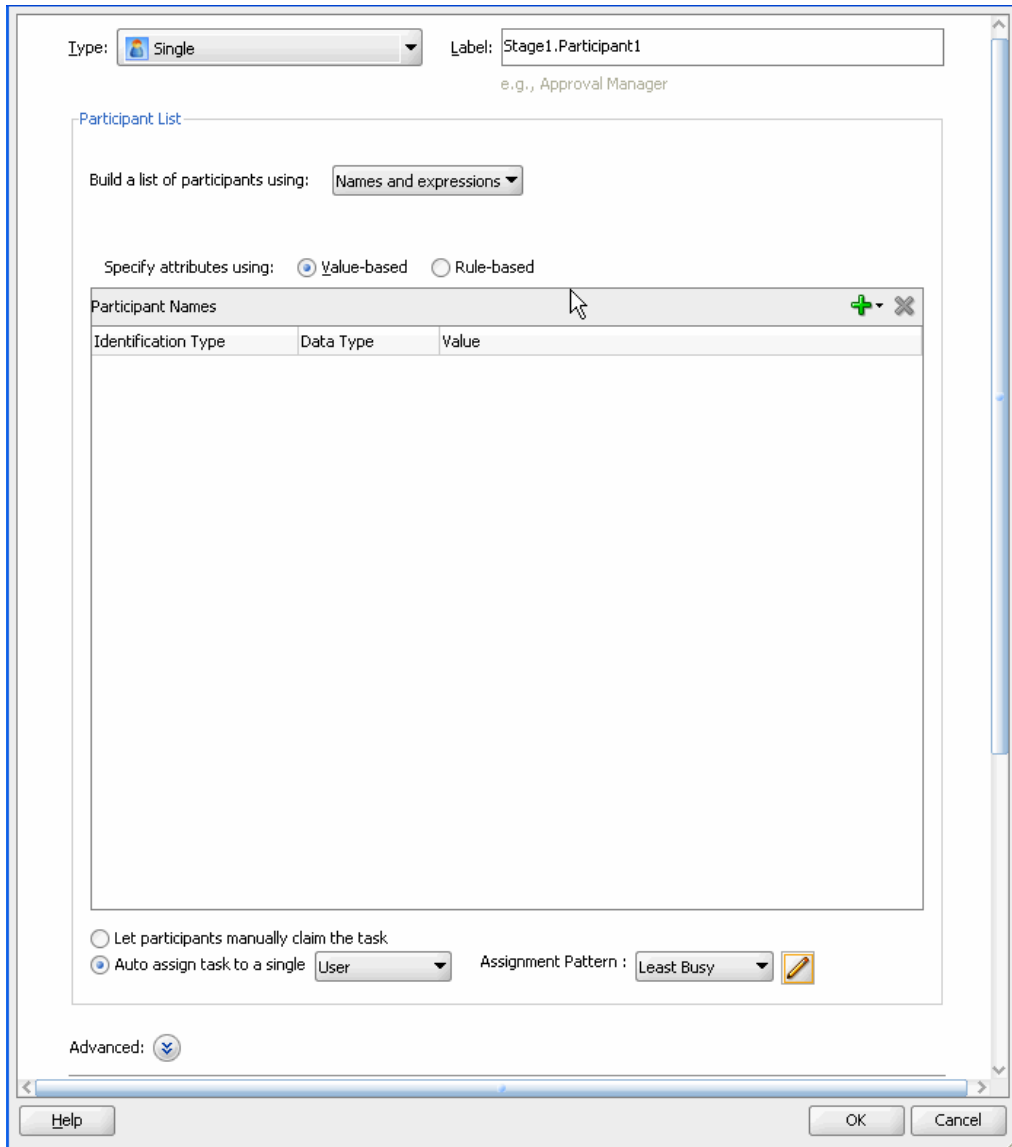 Type: Single Label: Stage1.Participant1
e.g., Approval Manager
Participant List
Build a list of participants using: Names and expressions
Specify attributes using: Value-based Rule-based
Participant Names
Identification Type Data Type Value
Let participants manually claim the task
Auto assign task to a single User Assignment Pattern : Least Busy
Advanced:
Help OK Cancel